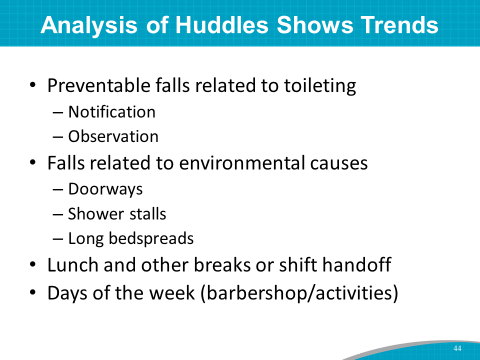 Analysis of Huddles Shows Trends
• Preventable falls related to toileting
– Notification
– Observation
• Falls related to environmental causes
– Doorways
– Shower stalls
– Long bedspreads
• Lunch and other breaks or shift handoff
• Days of the week (barbershop/activities)
44